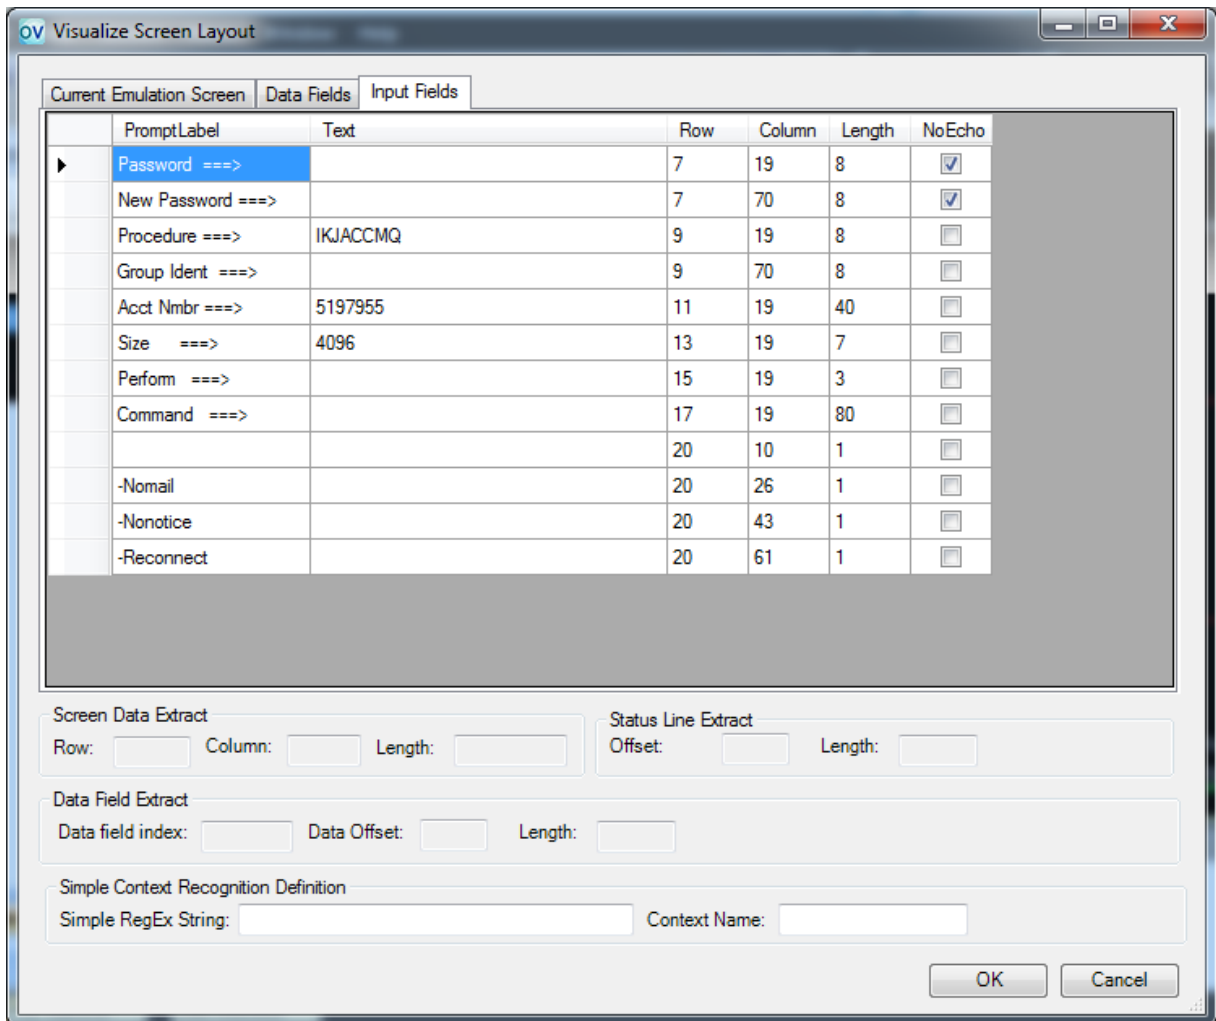 OV Visualize Screen Layout
Current Emulation Screen Data Fields Input Fields
PromptLabel Text Row Column Length NoEcho
Password ===> 7 19 8
New Password ===> 7 70 8
Procedure ===> IKJACCMQ 9 19 8
Group Ident ===> 9 70 8
Acct Nmbr ===> 5197955 11 19 40
Size ===> 4096 13 19 7
Perform ===> 15 19 3
Command ===> 17 19 80
20 10 1
-Nomail 20 26 1
-Nonotice 20 43 1
-Reconnect 20 61 1
Screen Data Extract
Row: Column: Length:
Status Line Extract
Offset: Length:
Data Field Extract
Data field index: Data Offset: Length:
Simple Context Recognition Definition
Simple RegEx String: Context Name:
OK Cancel